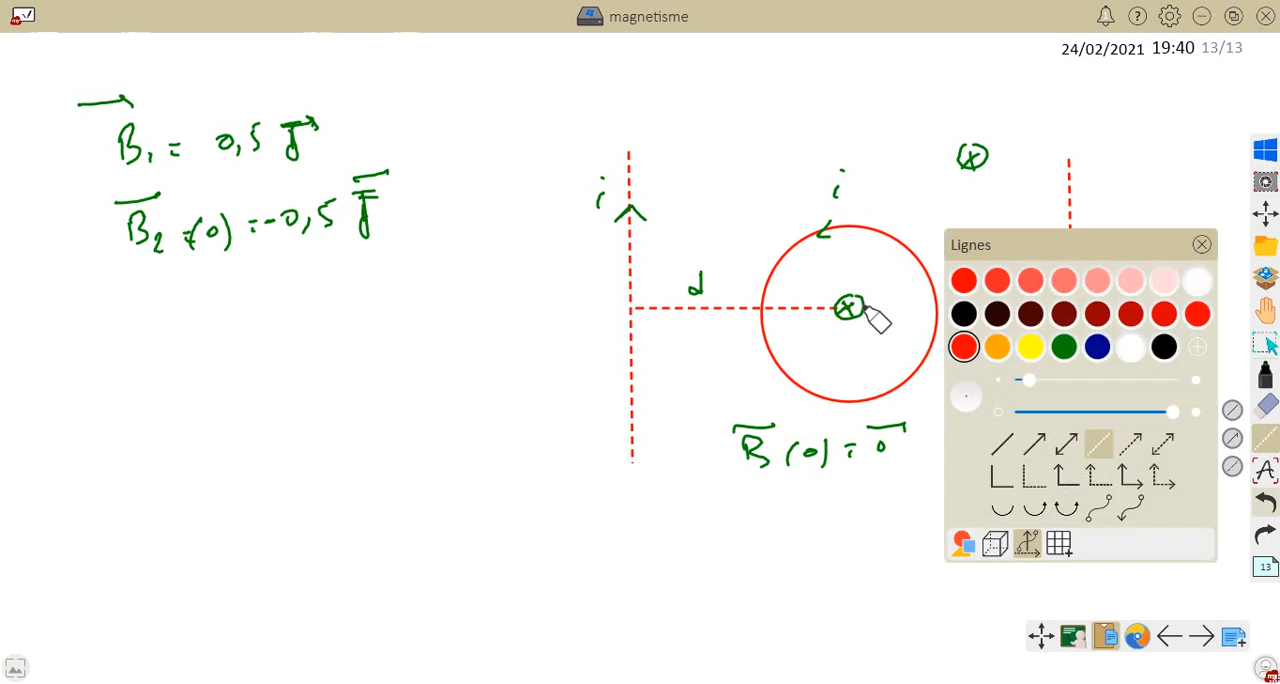 magnetisme
24/02/2021 19:40 13/13
B₁ = 0,5 J
B₂ = (0) = -0,5 J
i
i
d
B (0) = 0
Lignes
A
13